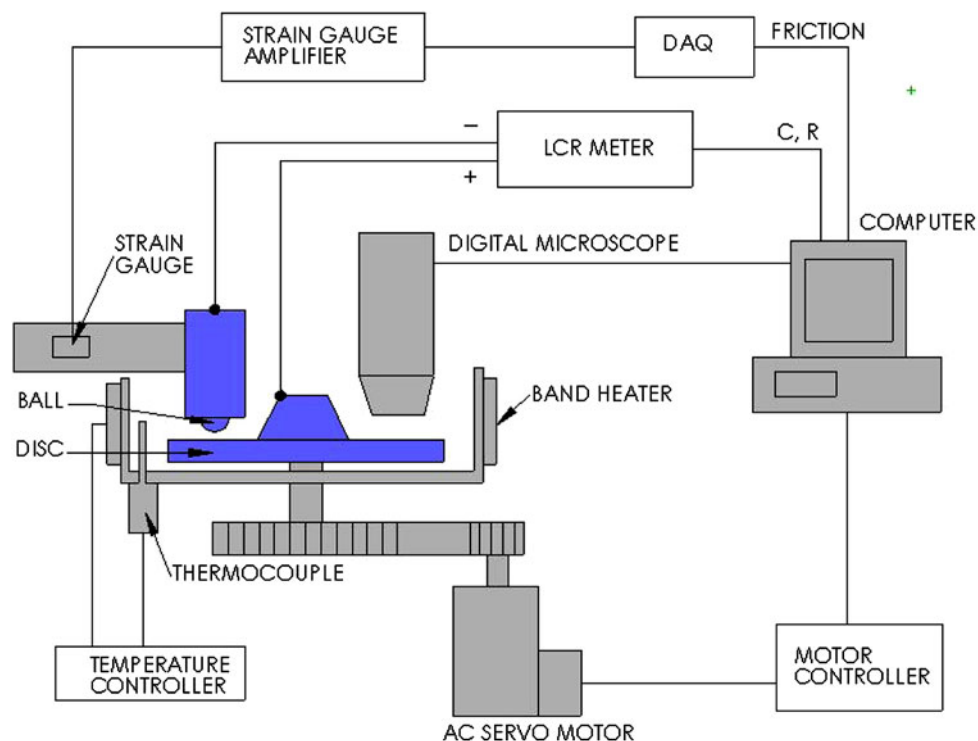 STRAIN GAUGE
AMPLIFIER
DAQ
FRICTION
–
+
LCR METER
C, R
COMPUTER
STRAIN
GAUGE
DIGITAL MICROSCOPE
BALL
BAND HEATER
DISC
THERMOCOUPLE
TEMPERATURE
CONTROLLER
MOTOR
CONTROLLER
AC SERVO MOTOR